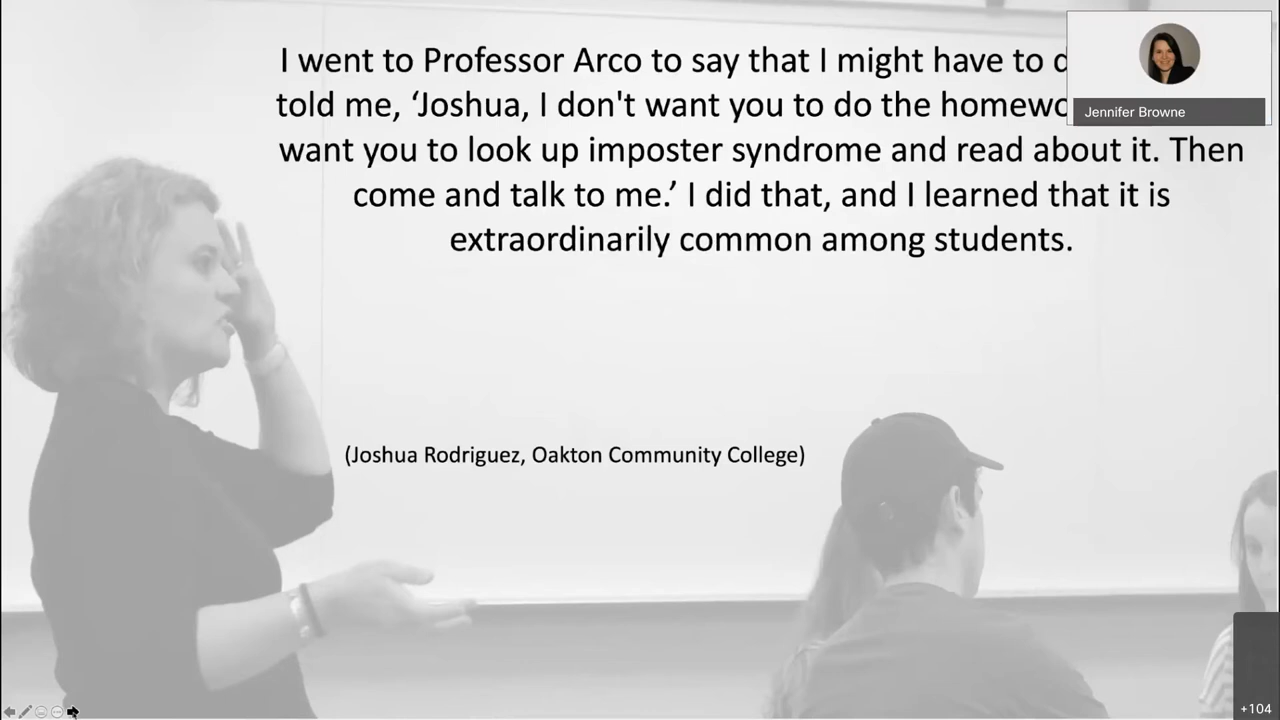 I went to Professor Arco to say that I might have to
told me, ‘Joshua, I don't want you to do the
want you to look up imposter syndrome and read about it. Then
come and talk to me.’ I did that, and I learned that it is
extraordinarily common among students.
(Joshua Rodriguez, Oakton Community College)
Jennifer Browne
+104